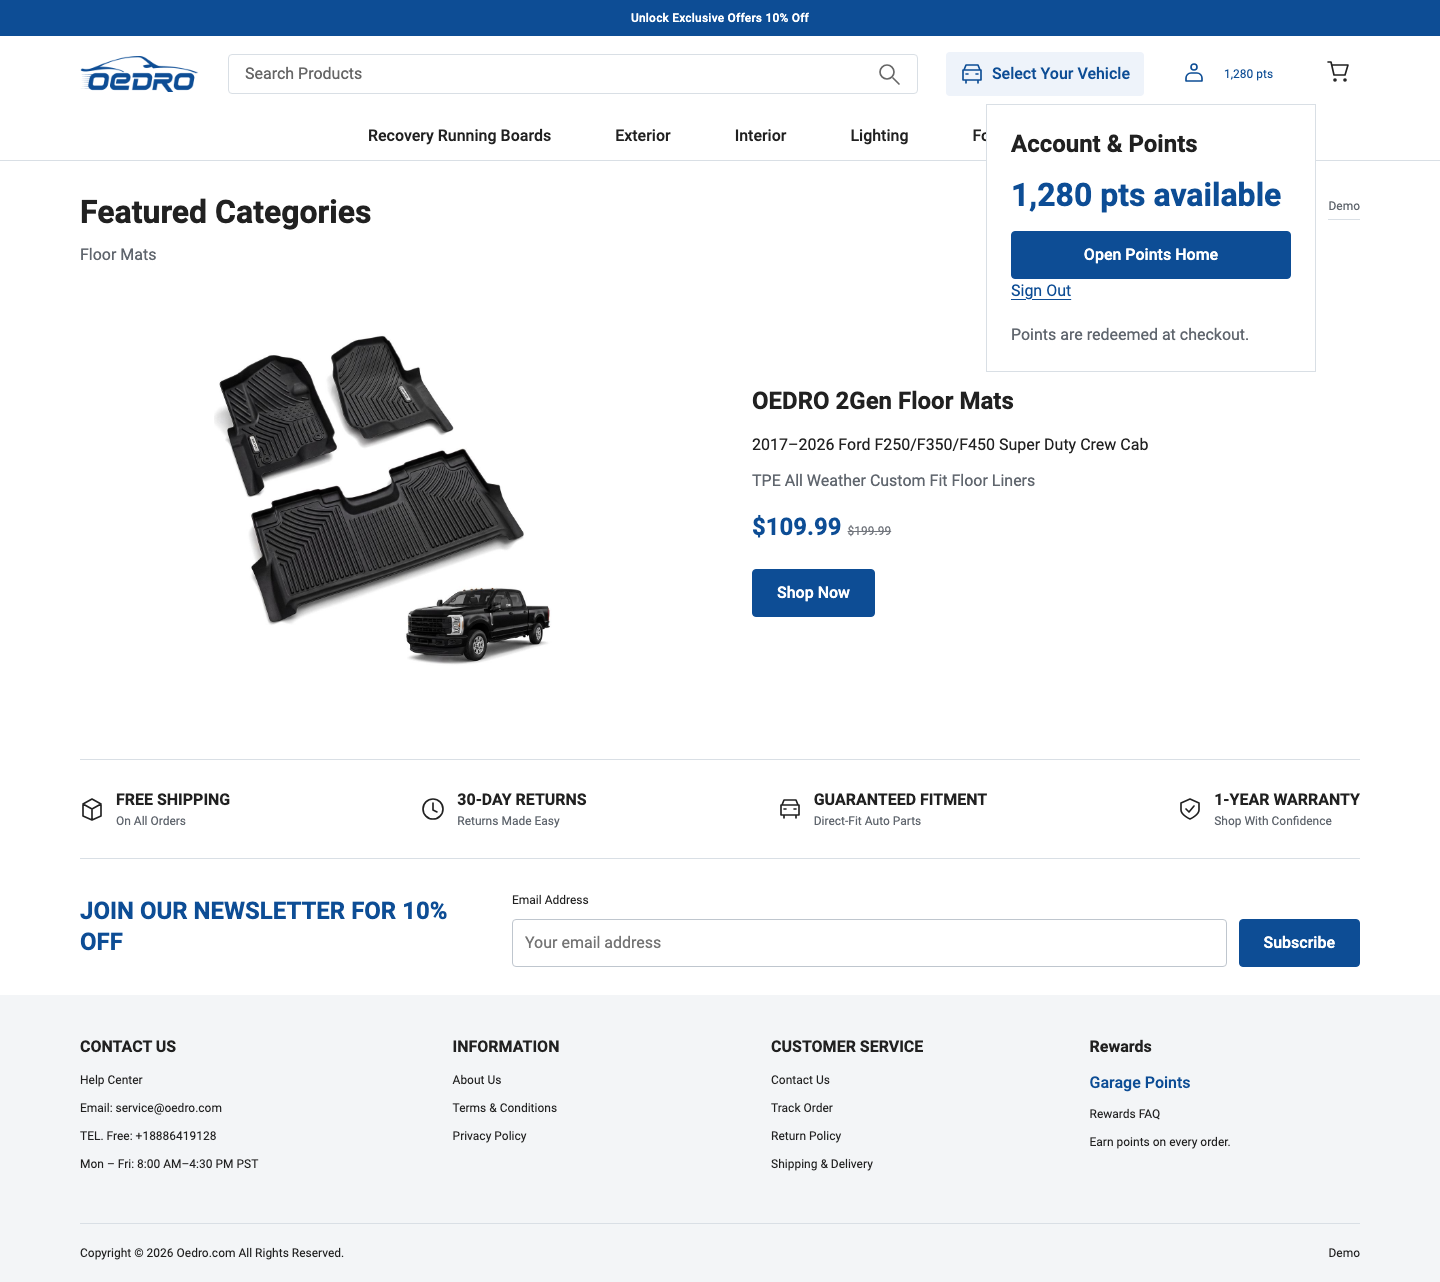 Unlock Exclusive Offers 10% Off
OEDRO
Search Products
Select Your Vehicle
1,280 pts
Recovery Running Boards
Exterior
Interior
Lighting
Fo
Account & Points
1,280 pts available
Open Points Home
Sign Out
Points are redeemed at checkout.
Featured Categories
Demo
Floor Mats
OEDRO 2Gen Floor Mats
2017–2026 Ford F250/F350/F450 Super Duty Crew Cab
TPE All Weather Custom Fit Floor Liners
$109.99 $199.99
Shop Now
FREE SHIPPING
On All Orders
30-DAY RETURNS
Returns Made Easy
GUARANTEED FITMENT
Direct-Fit Auto Parts
1-YEAR WARRANTY
Shop With Confidence
JOIN OUR NEWSLETTER FOR 10%
OFF
Email Address
Your email address
Subscribe
CONTACT US
Help Center
Email: service@oedro.com
TEL. Free: +18886419128
Mon – Fri: 8:00 AM–4:30 PM PST
INFORMATION
About Us
Terms & Conditions
Privacy Policy
CUSTOMER SERVICE
Contact Us
Track Order
Return Policy
Shipping & Delivery
Rewards
Garage Points
Rewards FAQ
Earn points on every order.
Copyright © 2026 Oedro.com All Rights Reserved.
Demo